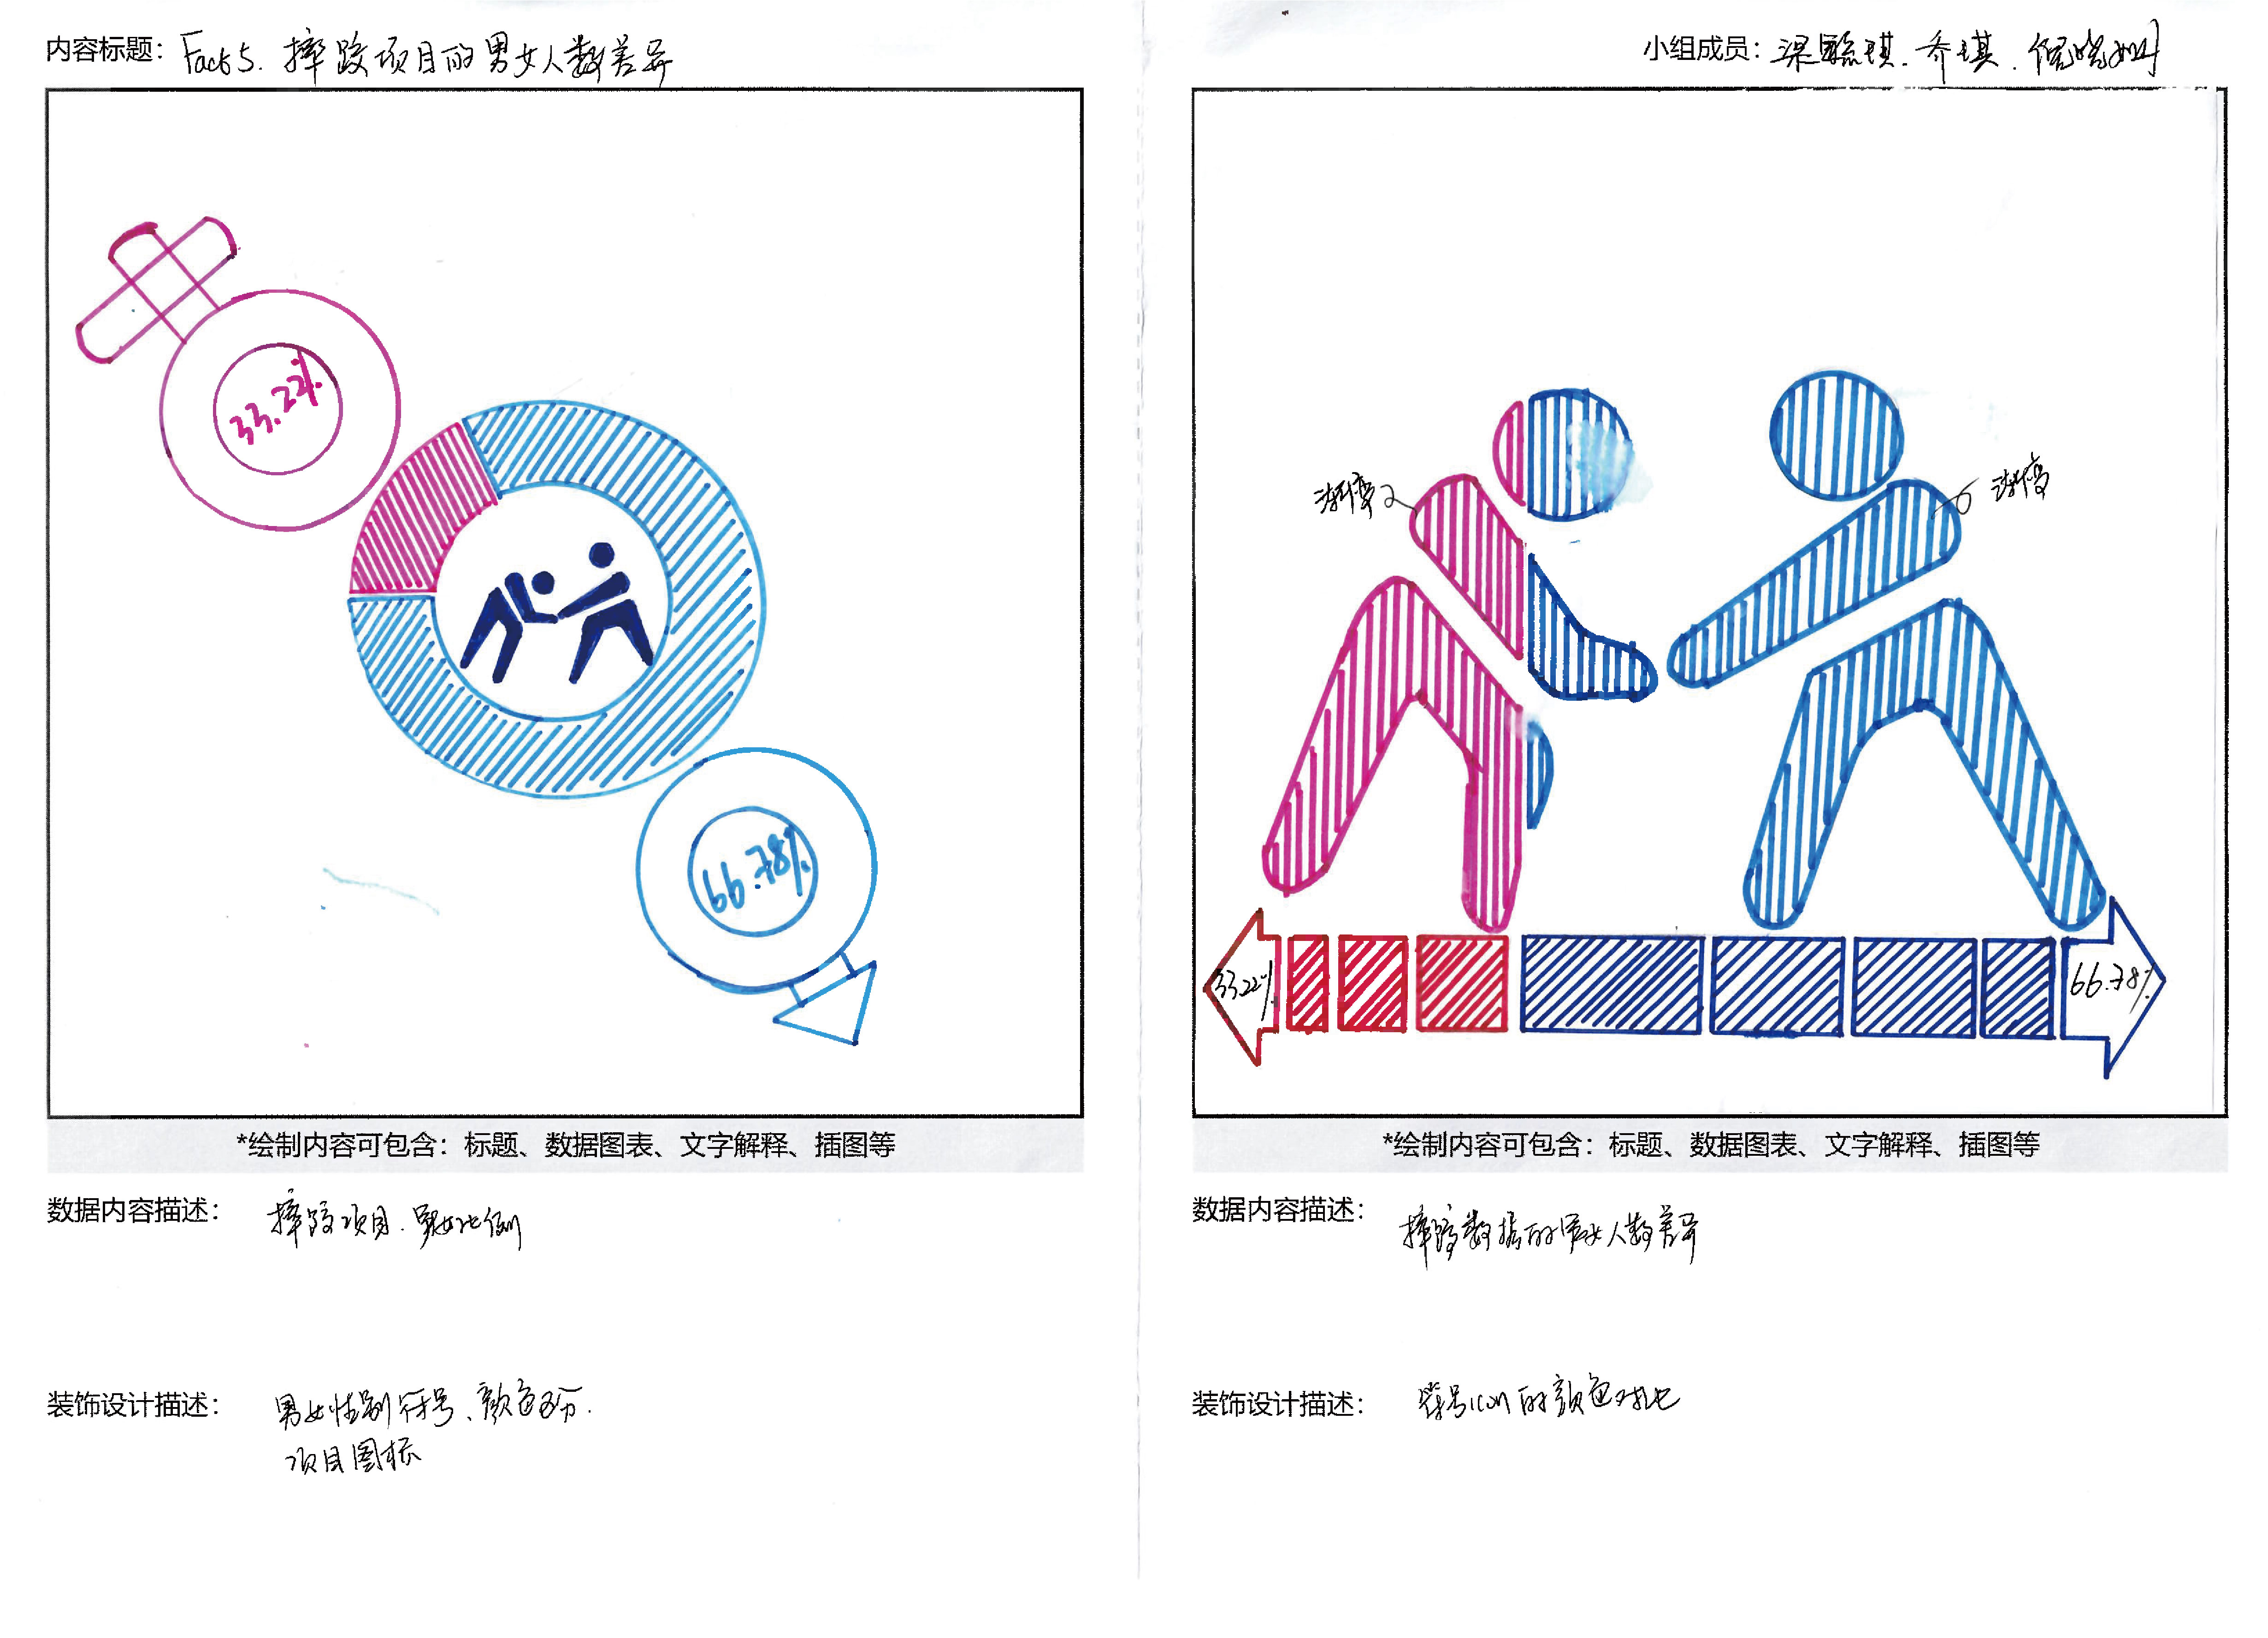 内容标题： Fact 5. 摔跤项目的男女人数差异
小组成员： 梁毓琪. 乔琪.
33.22%
66.78%
*绘制内容可包含：标题、数据图表、文字解释、插图等
数据内容描述： 摔跤项目. 男女比例
装饰设计描述： 男女性别符号、颜色区分.
项目图标
渐变
渐变
33.22%
66.78%
*绘制内容可包含：标题、数据图表、文字解释、插图等
数据内容描述： 摔跤数据的男女人数差异
装饰设计描述： 符号icon的颜色对比